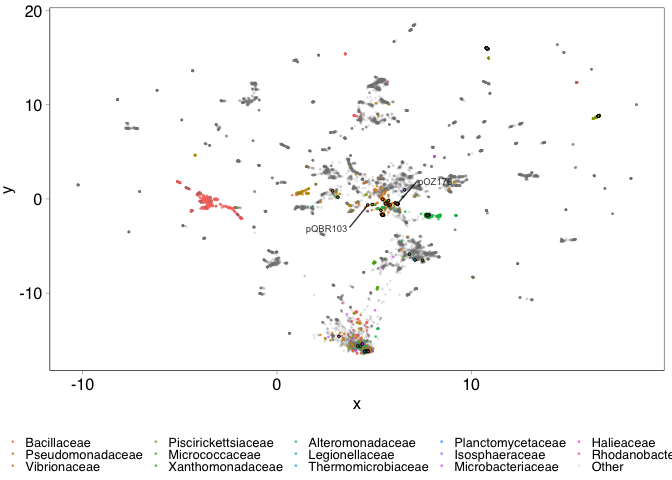 20
10
y
0
-10
pOZ176
pQBR103
-10 0 10
x
Bacillaceae Piscirickettsiaceae Alteromonadaceae Planctomycetaceae Halieaceae
Pseudomonadaceae Micrococcaceae Legionellaceae Isosphaeraceae Rhodanobacte
Vibrionaceae Xanthomonadaceae Thermomicrobiaceae Microbacteriaceae Other